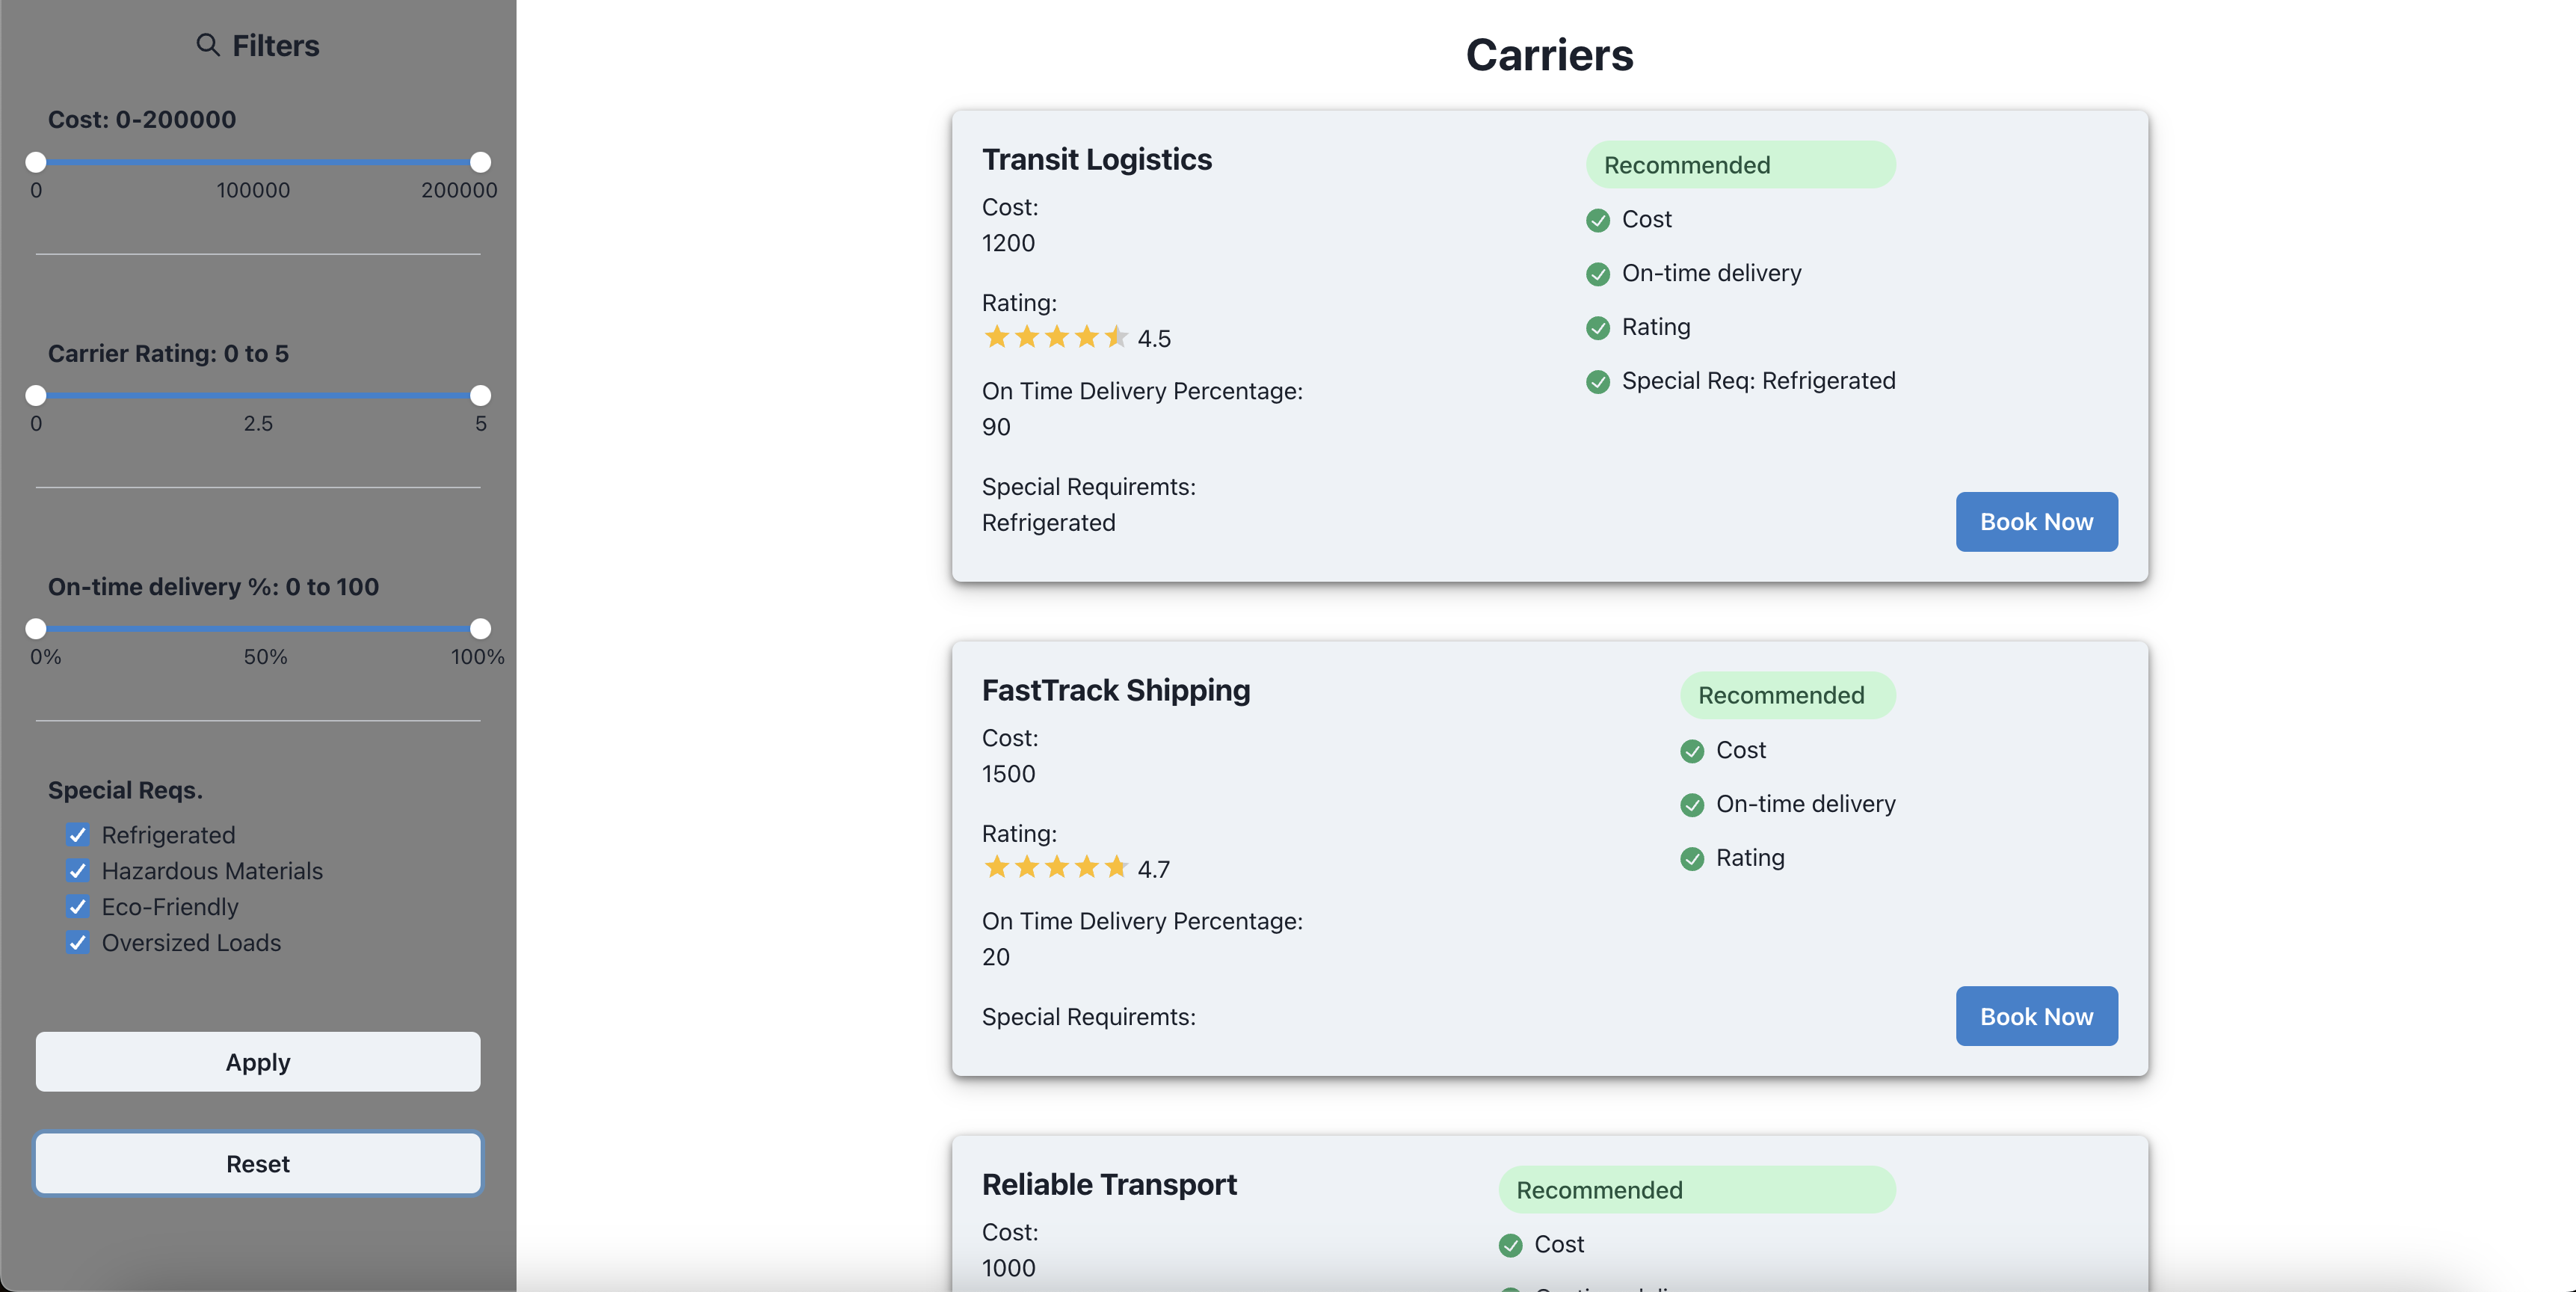 Filters
Cost: 0-200000
0 100000 200000
Carrier Rating: 0 to 5
0 2.5 5
On-time delivery %: 0 to 100
0% 50% 100%
Special Reqs.
Refrigerated
Hazardous Materials
Eco-Friendly
Oversized Loads
Apply
Reset
Carriers
Transit Logistics
Cost:
1200
Rating:
4.5
On Time Delivery Percentage:
90
Special Requiremts:
Refrigerated
Recommended
Cost
On-time delivery
Rating
Special Req: Refrigerated
Book Now
FastTrack Shipping
Cost:
1500
Rating:
4.7
On Time Delivery Percentage:
20
Special Requiremts:
Recommended
Cost
On-time delivery
Rating
Book Now
Reliable Transport
Cost:
1000
Recommended
Cost